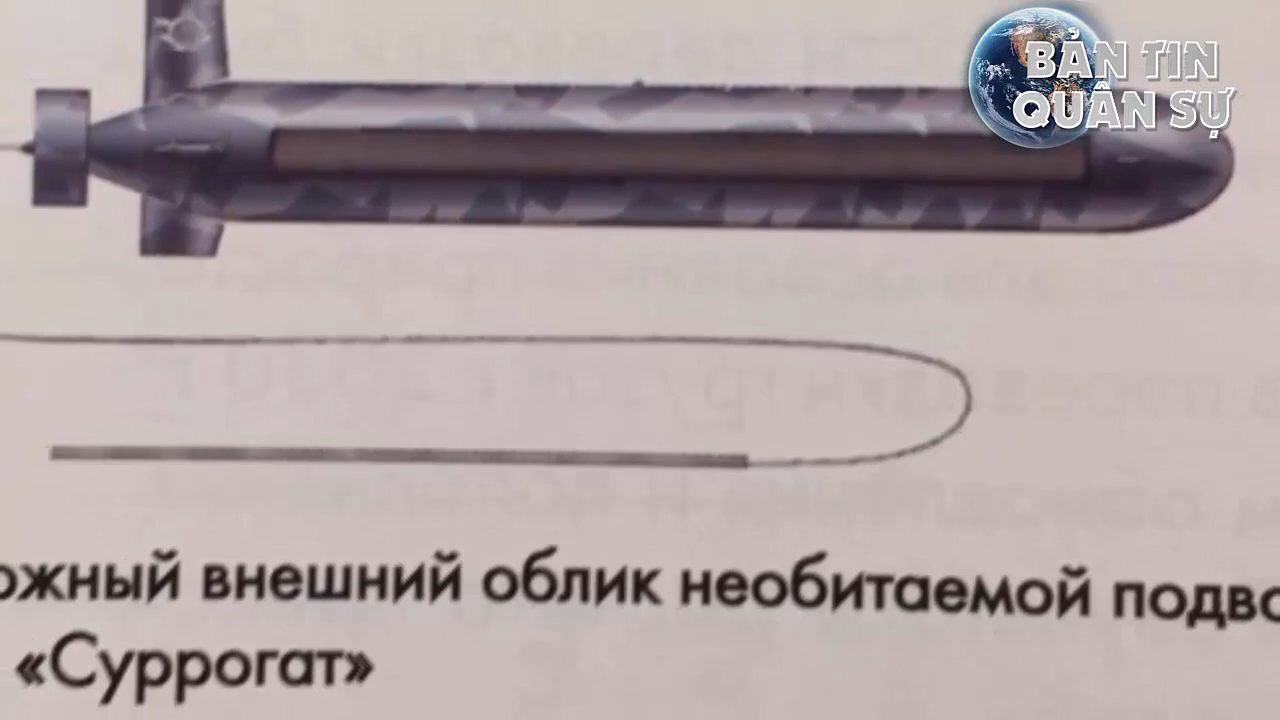 BẢN TIN
QUÂN SỰ
ожный внешний облик необитаемой подво
«Суррогат»